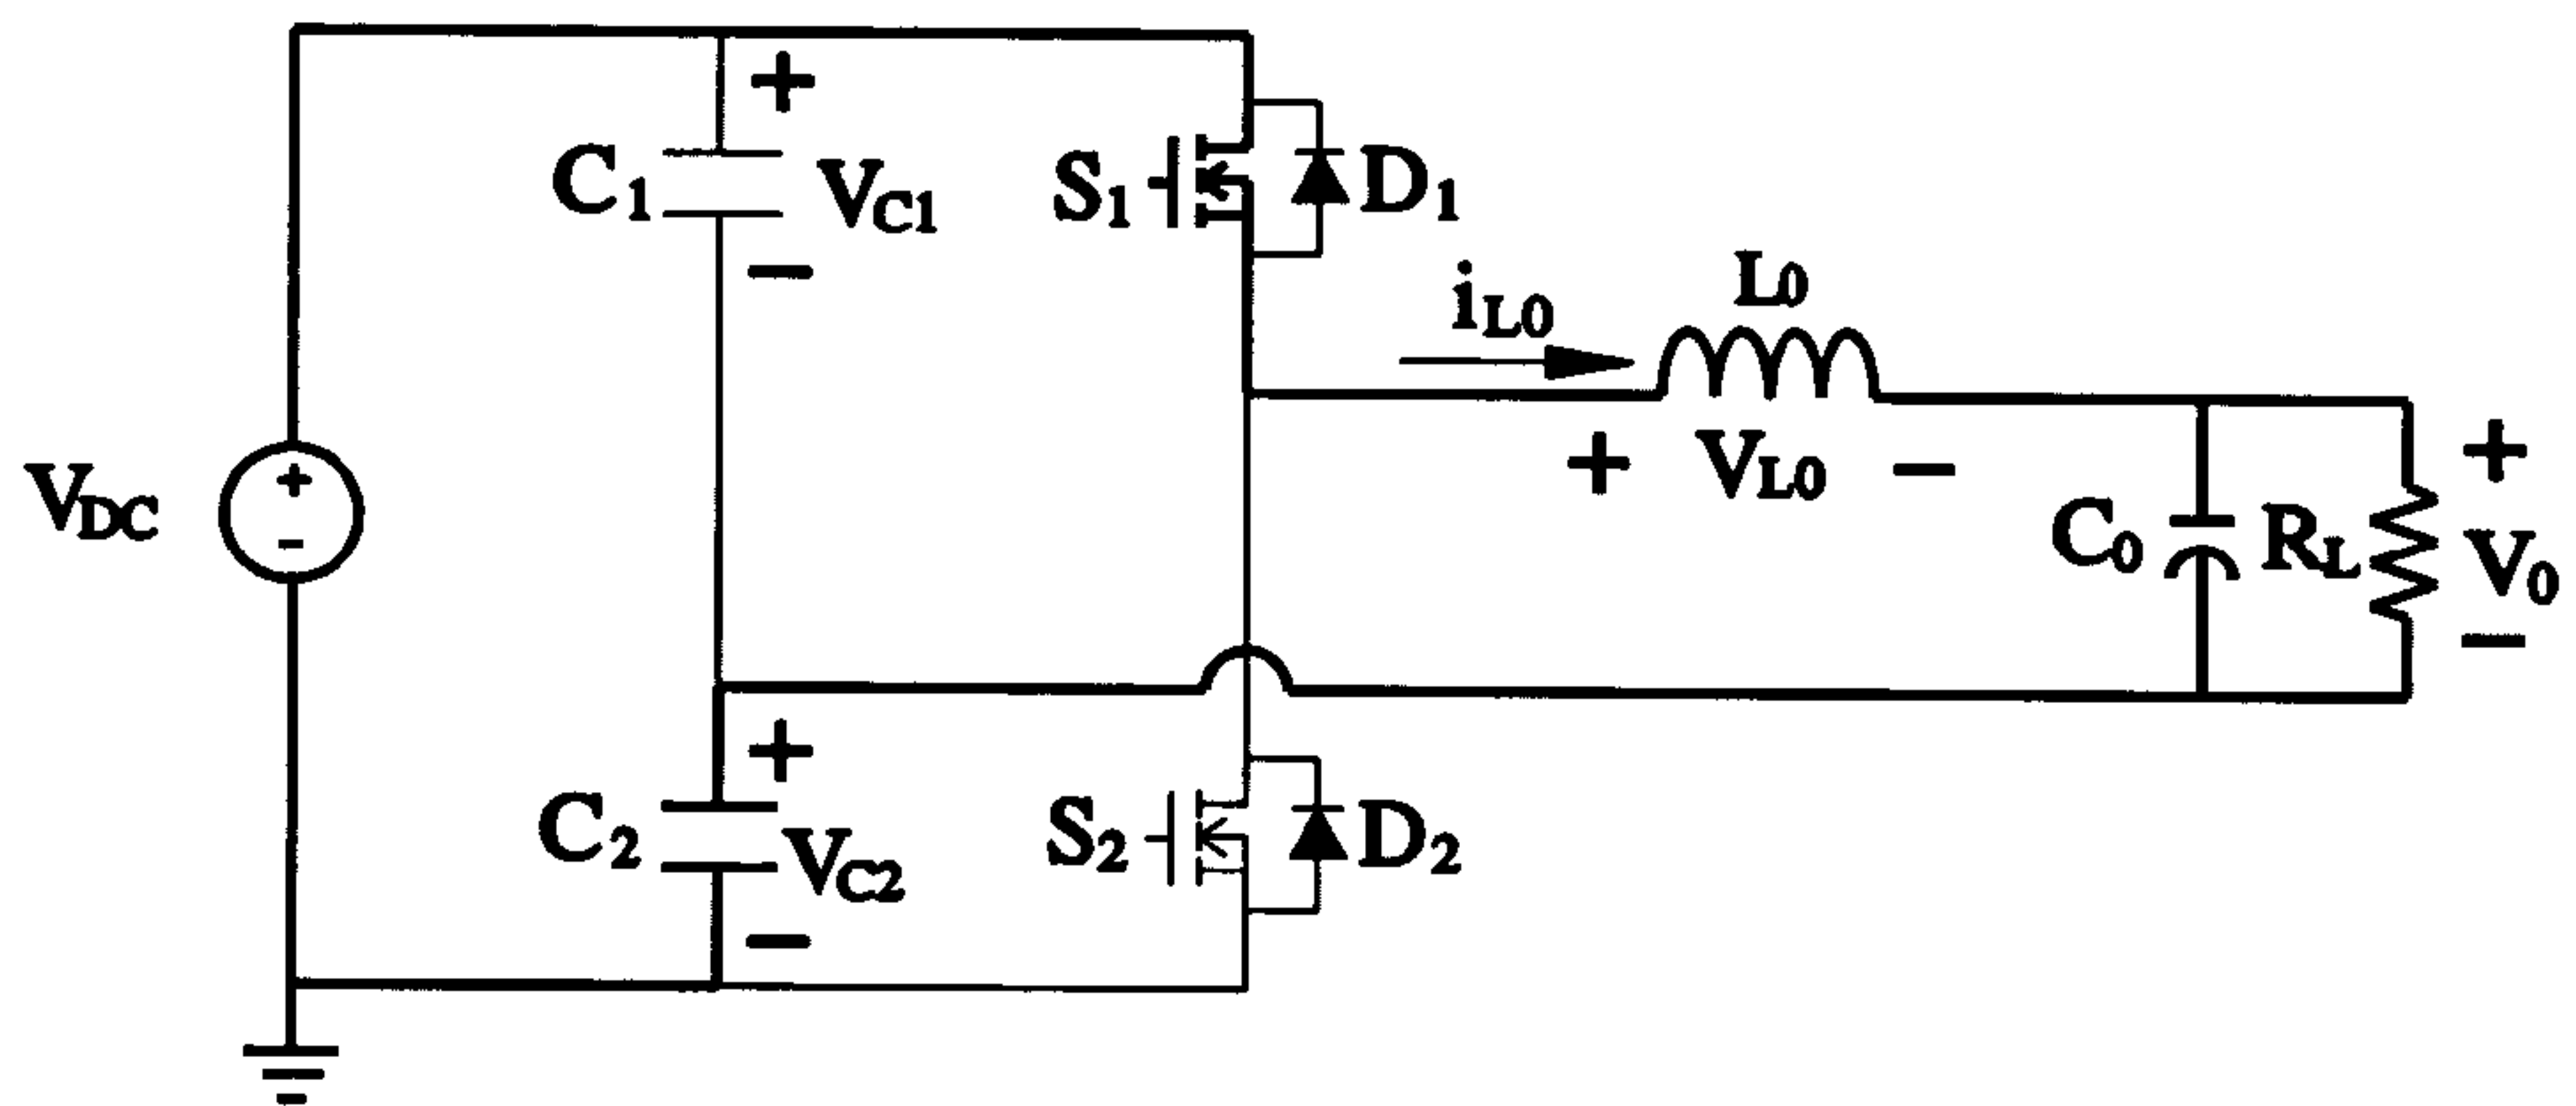 +
C1
VC1
−
S1
D1
iL0
L0
+
VL0
−
VDC
+
-
C0
RL
+
V0
−
+
C2
VC2
−
S2
D2